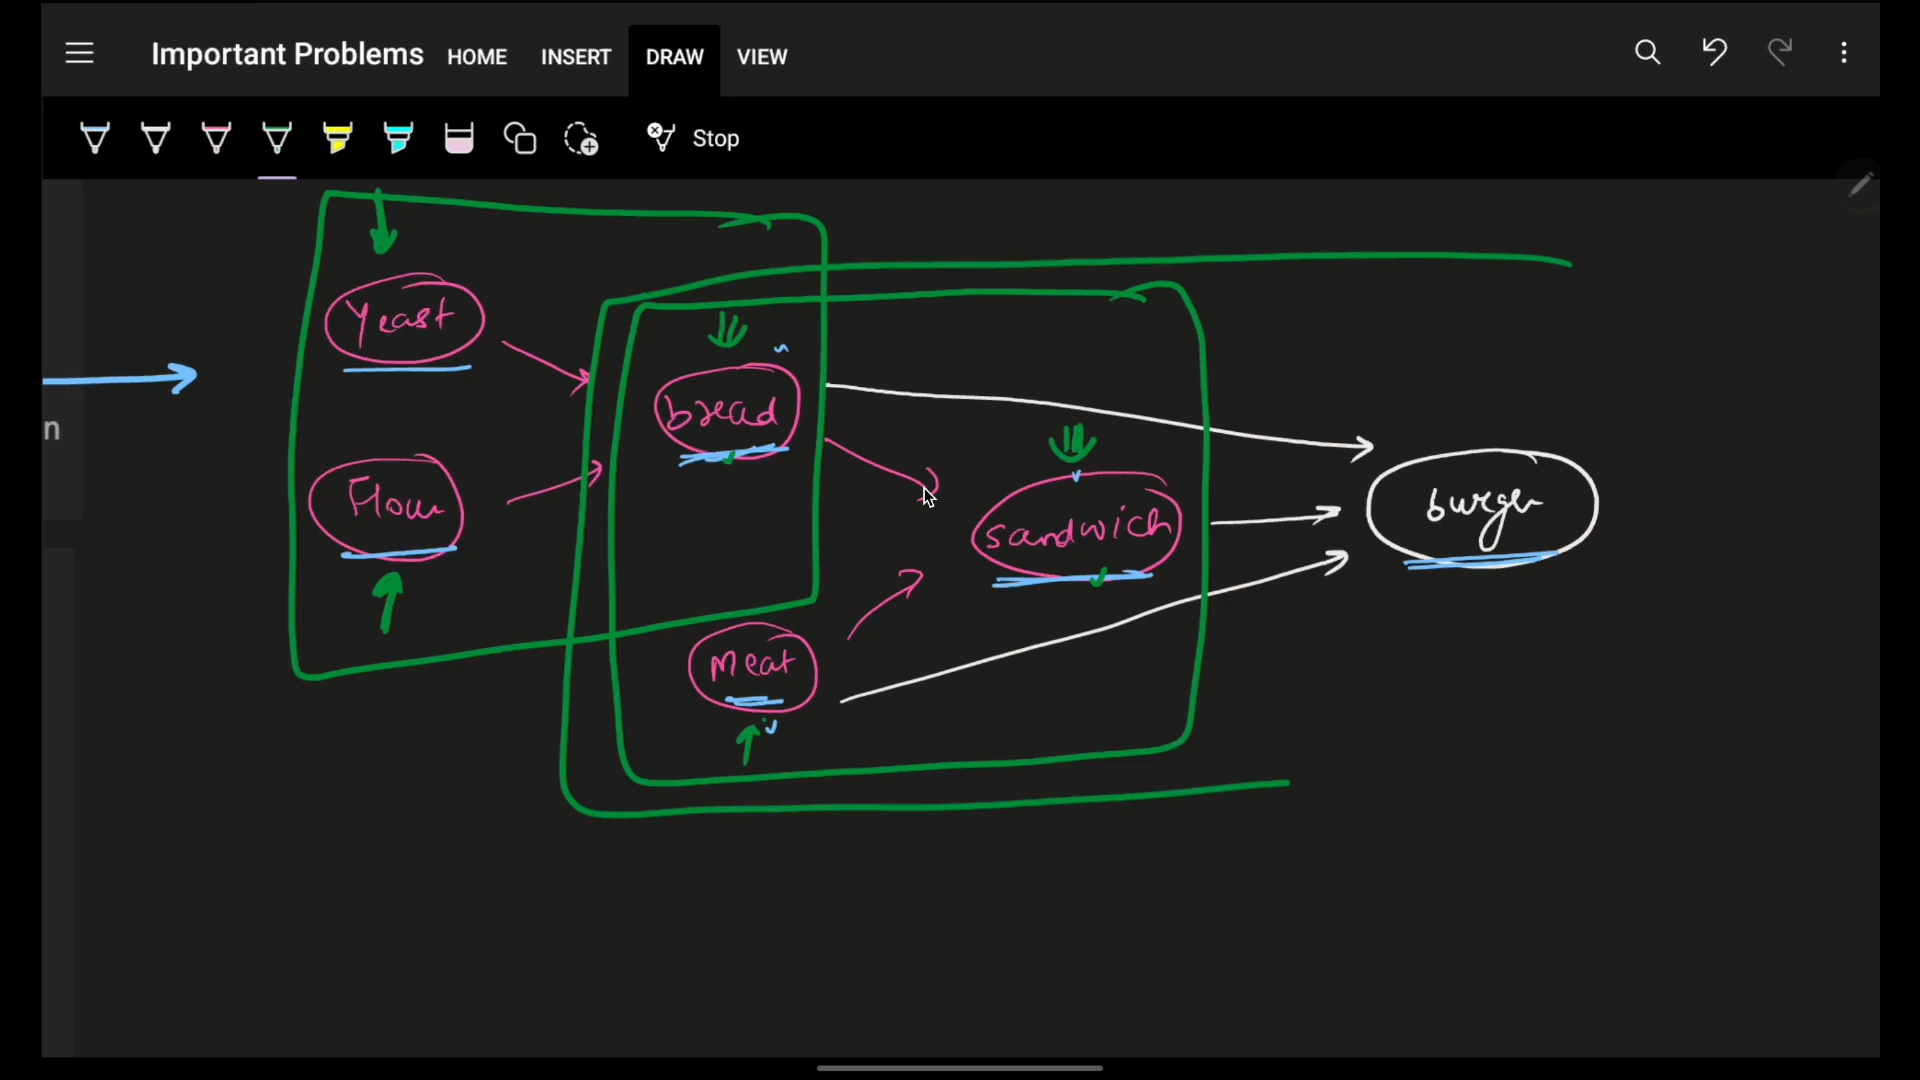 Important Problems HOME INSERT DRAW VIEW
Stop
Yeast
bread
n
Flour
sandwich
burger
Meat